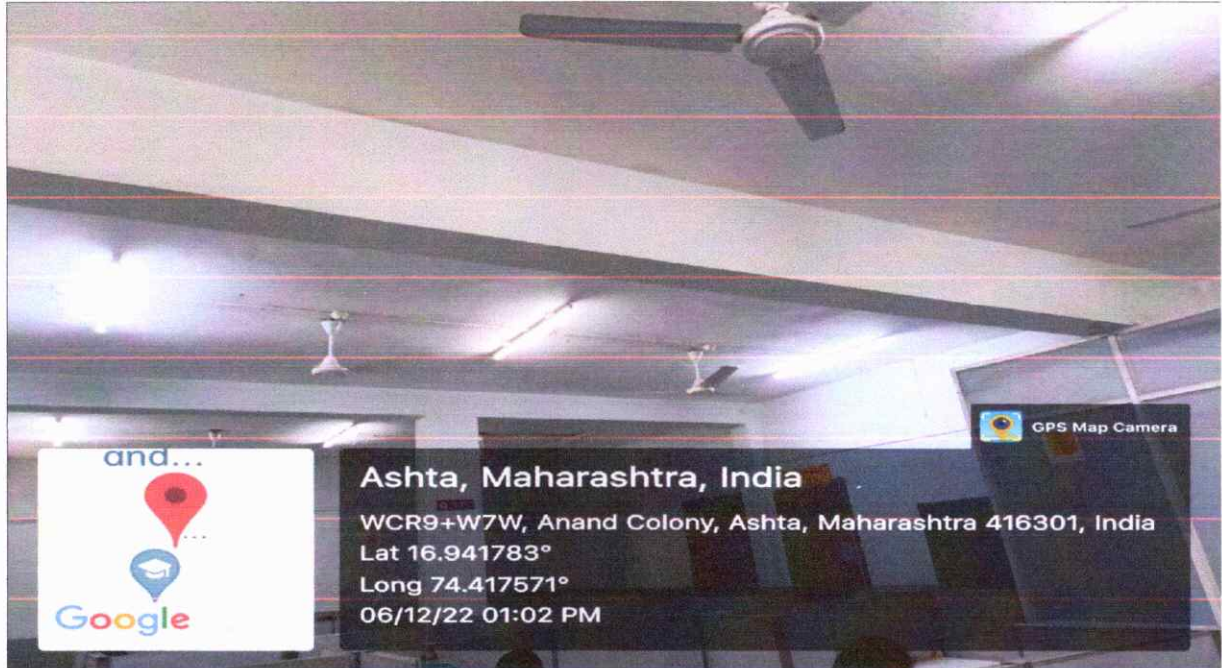 GPS Map Camera
and...
...
Google
Ashta, Maharashtra, India
WCR9+W7W, Anand Colony, Ashta, Maharashtra 416301, India
Lat 16.941783°
Long 74.417571°
06/12/22 01:02 PM